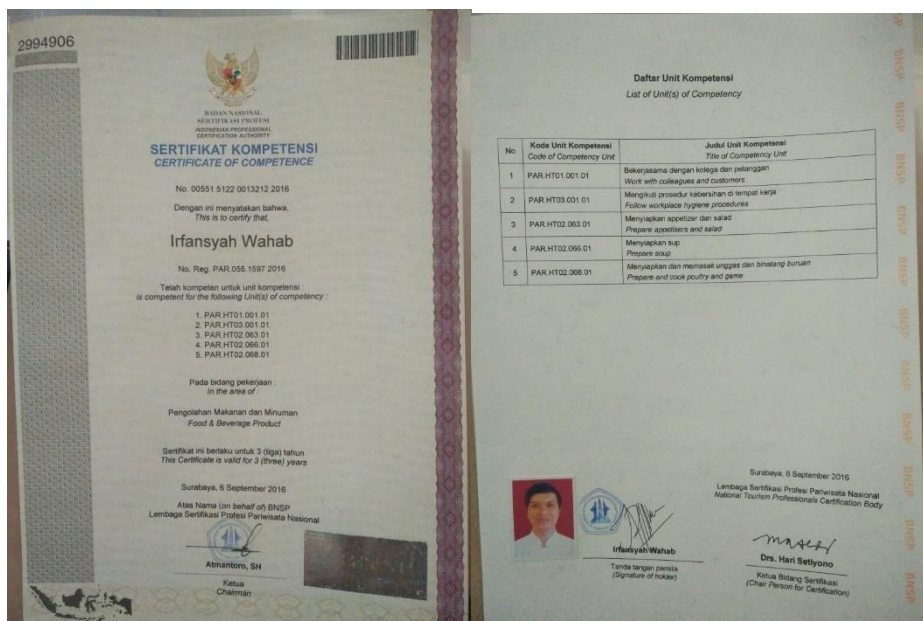 2994906
BADAN NASIONAL
SERTIFIKASI PROFESI
INDONESIAN PROFESSIONAL
CERTIFICATION AUTHORITY
SERTIFIKAT KOMPETENSI
CERTIFICATE OF COMPETENCE
No. 00551 5122 0013212 2016
Dengan ini menyatakan bahwa,
This is to certify that,
Irfansyah Wahab
No. Reg. PAR.055.1597 2016
Telah kompeten untuk unit kompetensi :
is competent for the following Unit(s) of competency :
1. PAR.HT01.001.01
2. PAR.HT03.001.01
3. PAR.HT02.063.01
4. PAR.HT02.066.01
5. PAR.HT02.068.01
Pada bidang pekerjaan :
In the area of :
Pengolahan Makanan dan Minuman
Food & Beverage Product
Sertifikat ini berlaku untuk 3 (tiga) tahun
This Certificate is valid for 3 (three) years
Surabaya, 6 September 2016
Atas Nama (on behalf of) BNSP
Lembaga Sertifikasi Profesi Pariwisata Nasional
Atmantoro, SH
Ketua
Chairman
Daftar Unit Kompetensi
List of Unit(s) of Competency
No Kode Unit Kompetensi Judul Unit Kompetensi
Code of Competency Unit Title of Competency Unit
1 PAR.HT01.001.01 Bekerjasama dengan kolega dan pelanggan
Work with colleagues and customers
2 PAR.HT03.001.01 Mengikuti prosedur kebersihan di tempat kerja
Follow workplace hygiene procedures
3 PAR.HT02.063.01 Menyiapkan appetizer dan salad
Prepare appetisers and salad
4 PAR.HT02.066.01 Menyiapkan sup
Prepare soup
5 PAR.HT02.068.01 Menyiapkan dan memasak unggas dan binatang buruan
Prepare and cook poultry and game
Surabaya, 6 September 2016
Lembaga Sertifikasi Profesi Pariwisata Nasional
National Tourism Professionals Certification Body
Irfansyah Wahab
Tanda tangan pemilik
(Signature of holder)
Drs. Hari Setiyono
Ketua Bidang Sertifikasi
(Chair Person for Certification)
BNSP
BNSP
BNSP
BNSP
BNSP
BNSP
BNSP
BNSP
BNSP